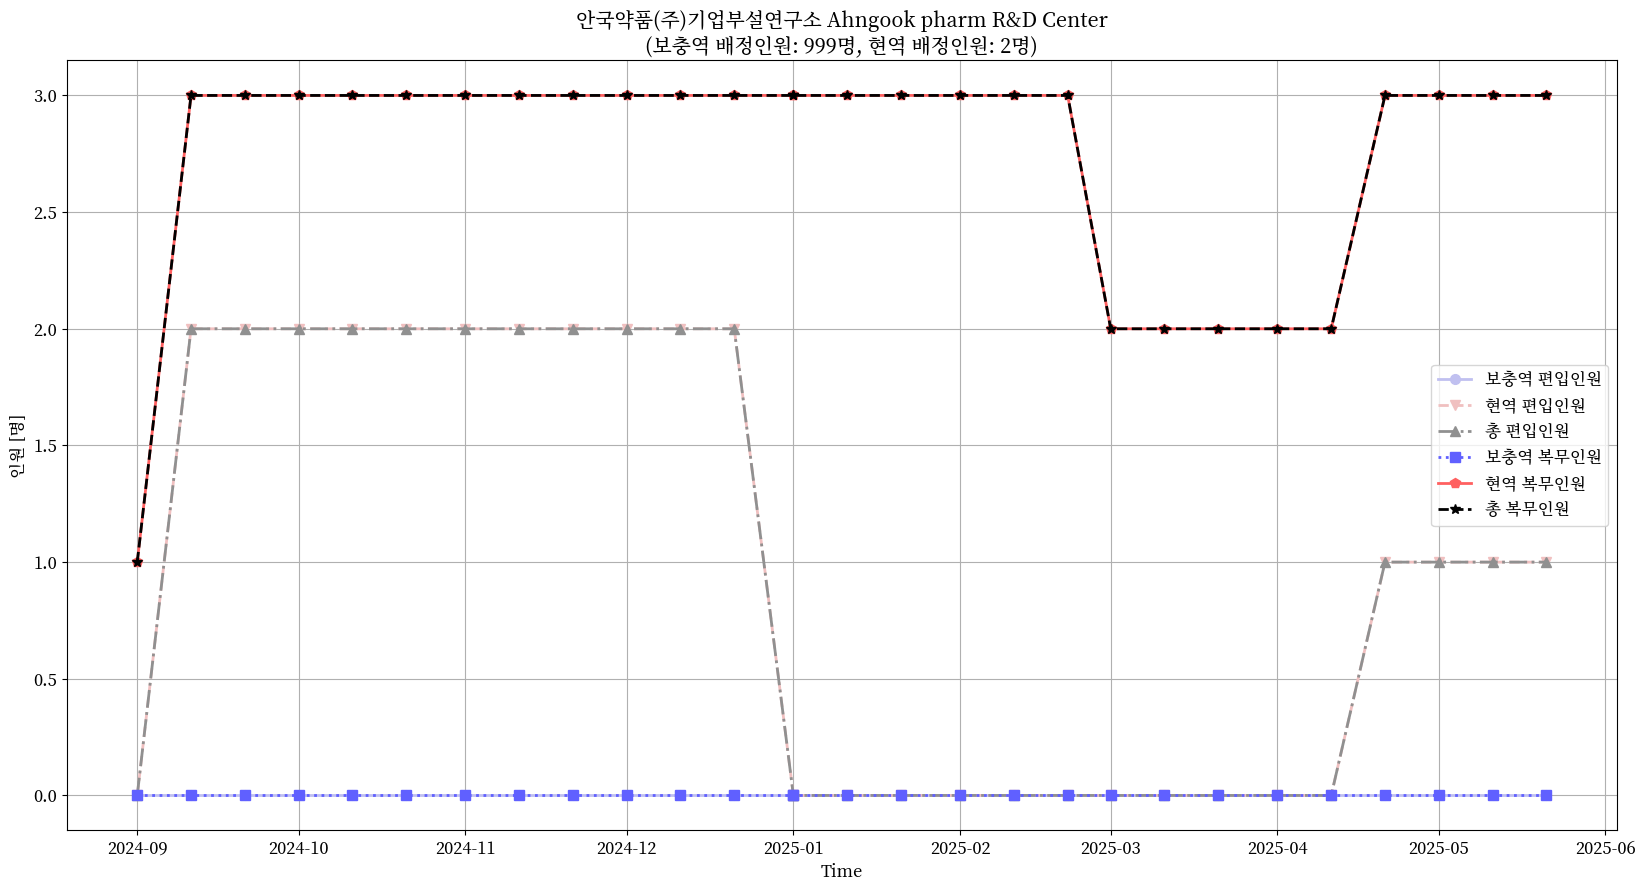 안국약품(주)기업부설연구소 Ahngook pharm R&D Center
(보충역 배정인원: 999명, 현역 배정인원: 2명)
인원 [명]
3.0
2.5
2.0
1.5
1.0
0.5
0.0
보충역 편입인원
현역 편입인원
총 편입인원
보충역 복무인원
현역 복무인원
총 복무인원
2024-09 2024-10 2024-11 2024-12 2025-01 2025-02 2025-03 2025-04 2025-05 2025-06
Time